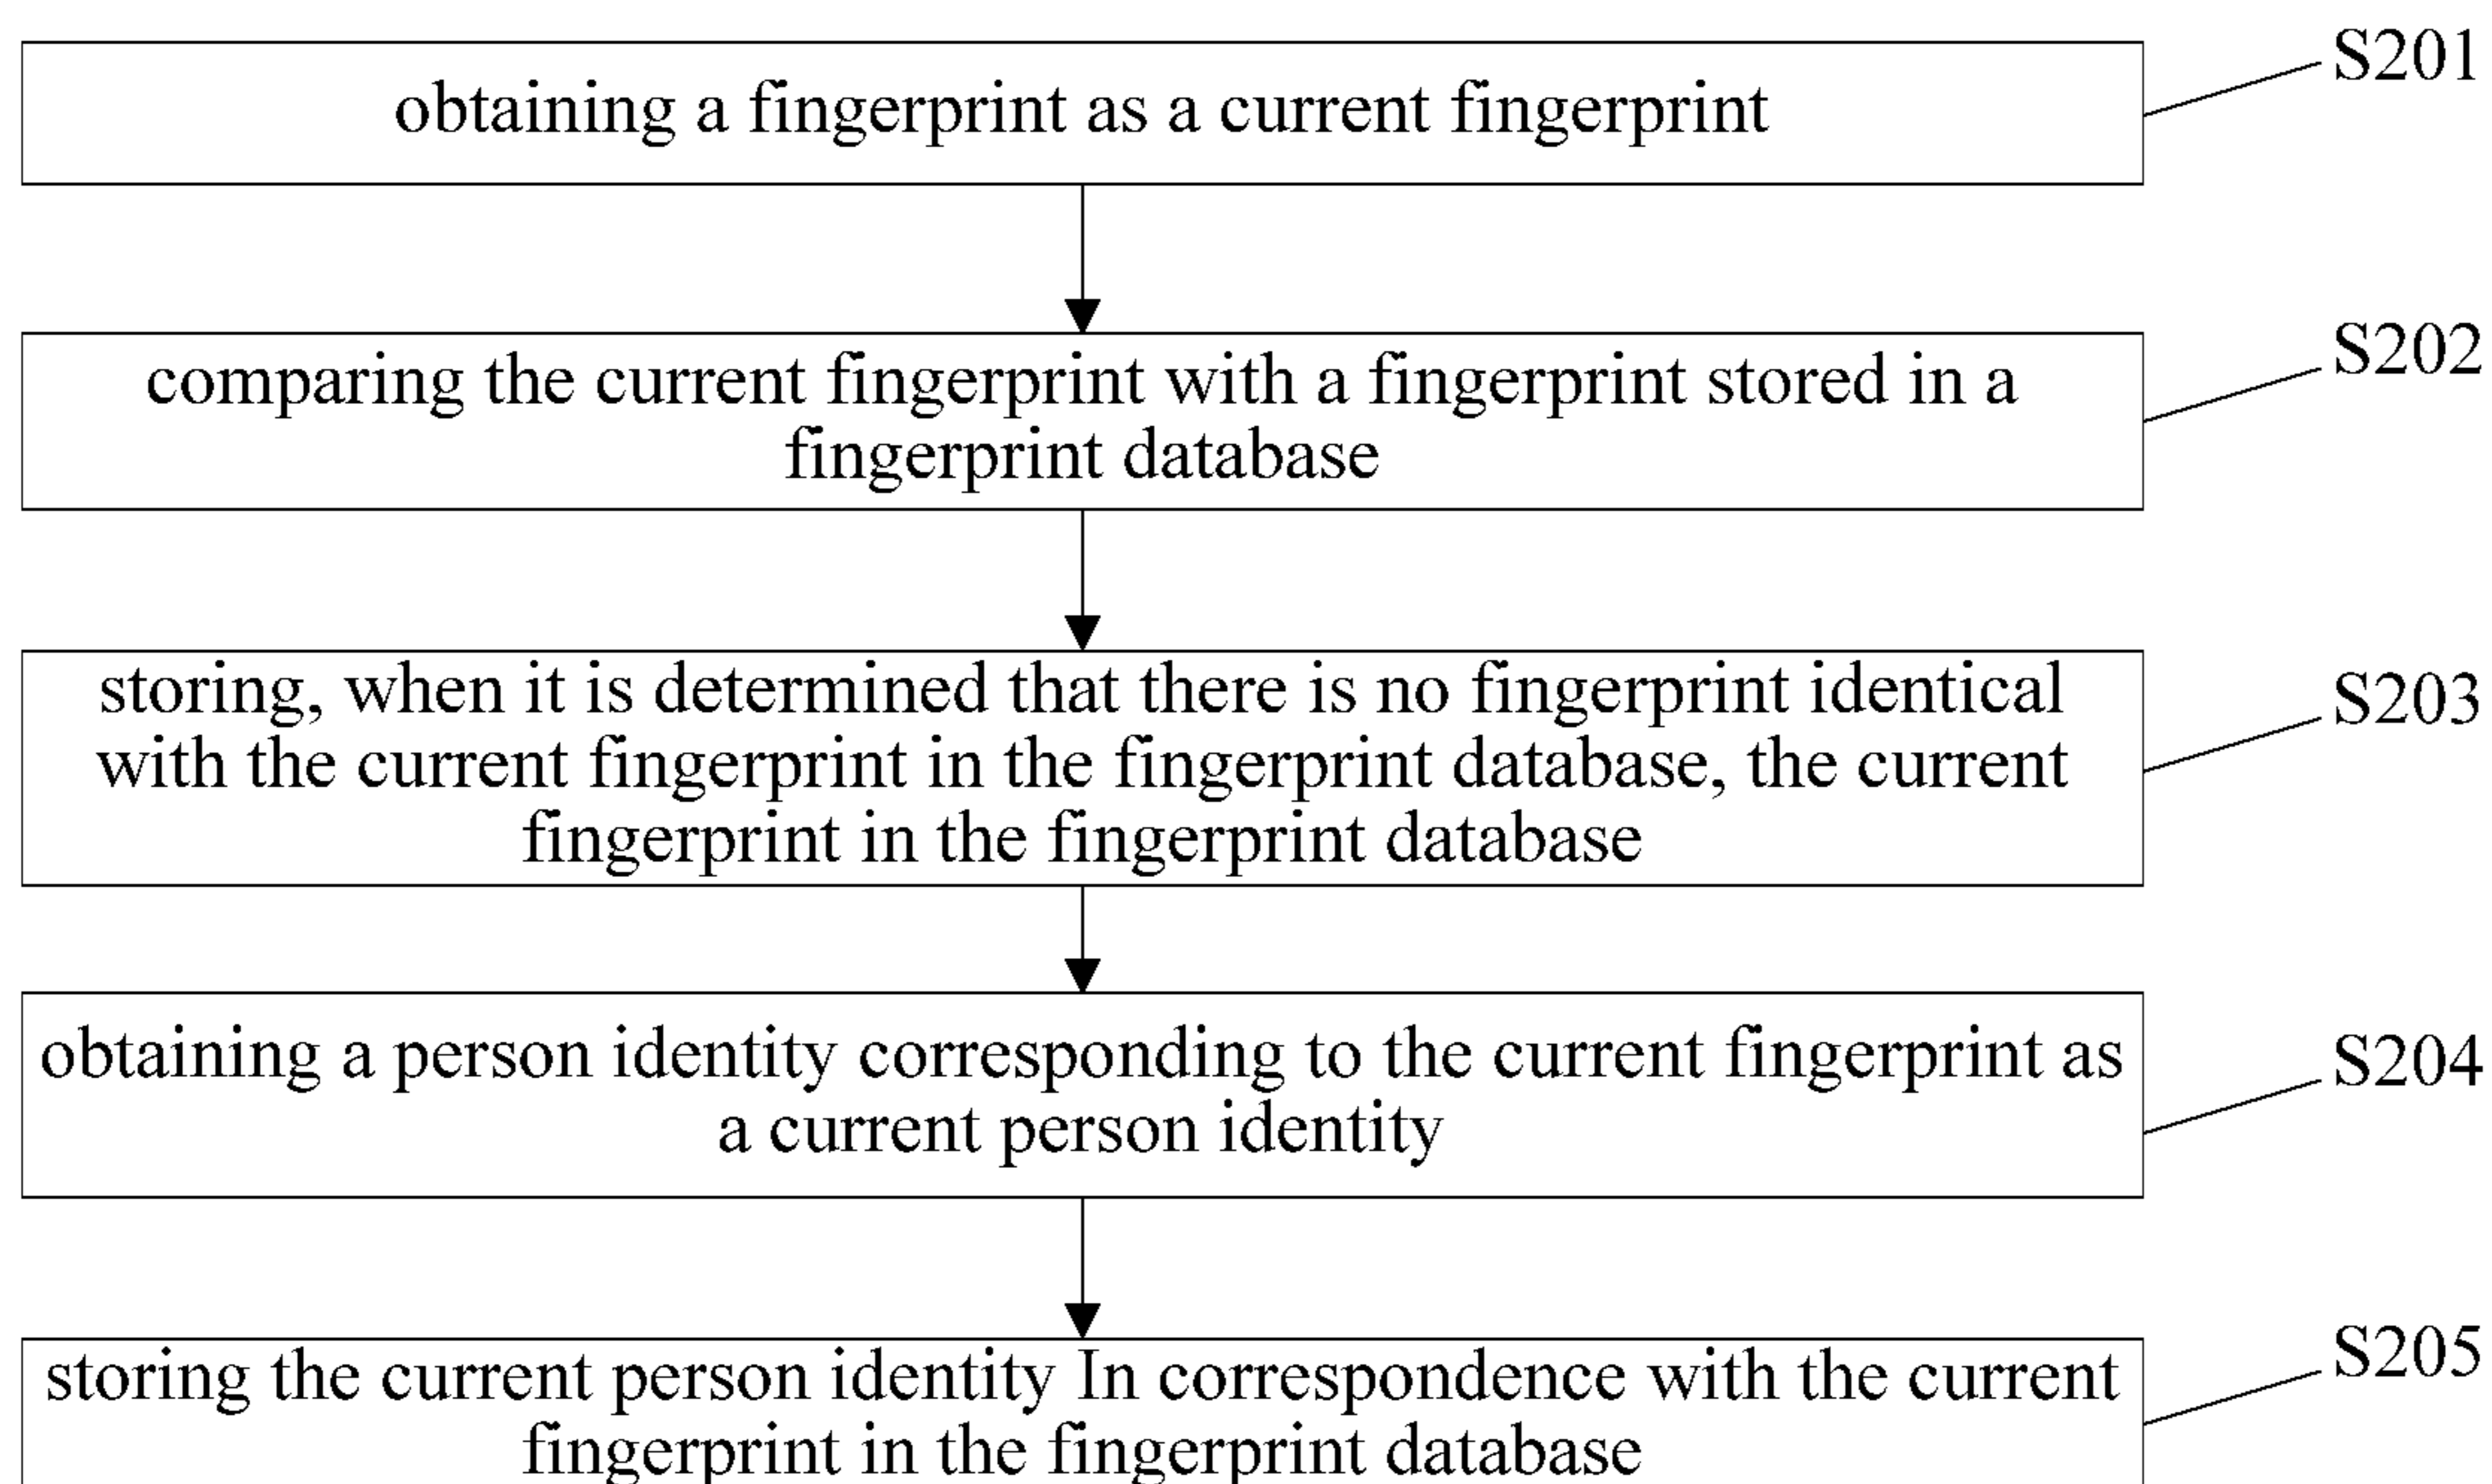 S201
obtaining a fingerprint as a current fingerprint
S202
comparing the current fingerprint with a fingerprint stored in a
fingerprint database
S203
storing, when it is determined that there is no fingerprint identical
with the current fingerprint in the fingerprint database, the current
fingerprint in the fingerprint database
S204
obtaining a person identity corresponding to the current fingerprint as
a current person identity
S205
storing the current person identity In correspondence with the current
fingerprint in the fingerprint database